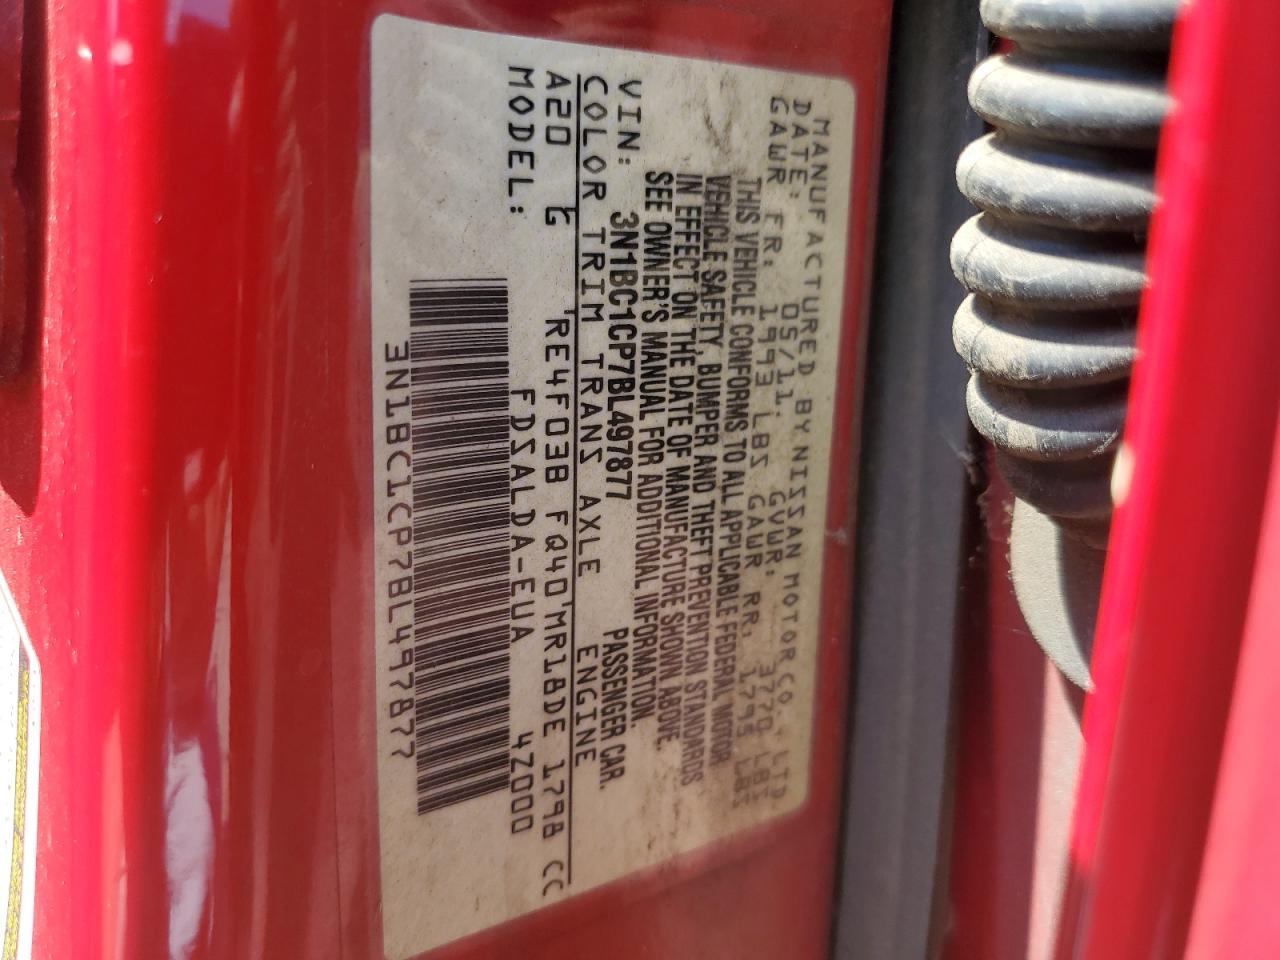 MANUFACTURED BY NISSAN MOTOR CO., LTD
DATE: 05/11. GVWR: 3770 LBS
GAWR FR: 1993 LBS GAWR RR: 1795 LBS
THIS VEHICLE CONFORMS TO ALL APPLICABLE FEDERAL MOTOR
VEHICLE SAFETY, BUMPER AND THEFT PREVENTION STANDARDS
IN EFFECT ON THE DATE OF MANUFACTURE SHOWN ABOVE.
SEE OWNER'S MANUAL FOR ADDITIONAL INFORMATION.
VIN: 3N1BC1CP7BL497877 PASSENGER CAR.
COLOR TRIM TRANS AXLE ENGINE
A20 G 'RE4F03B FQ40'MR18DE 1798 CC
MODEL: FDSALDA-EUA 4Z000
3N1BC1CP7BL497877